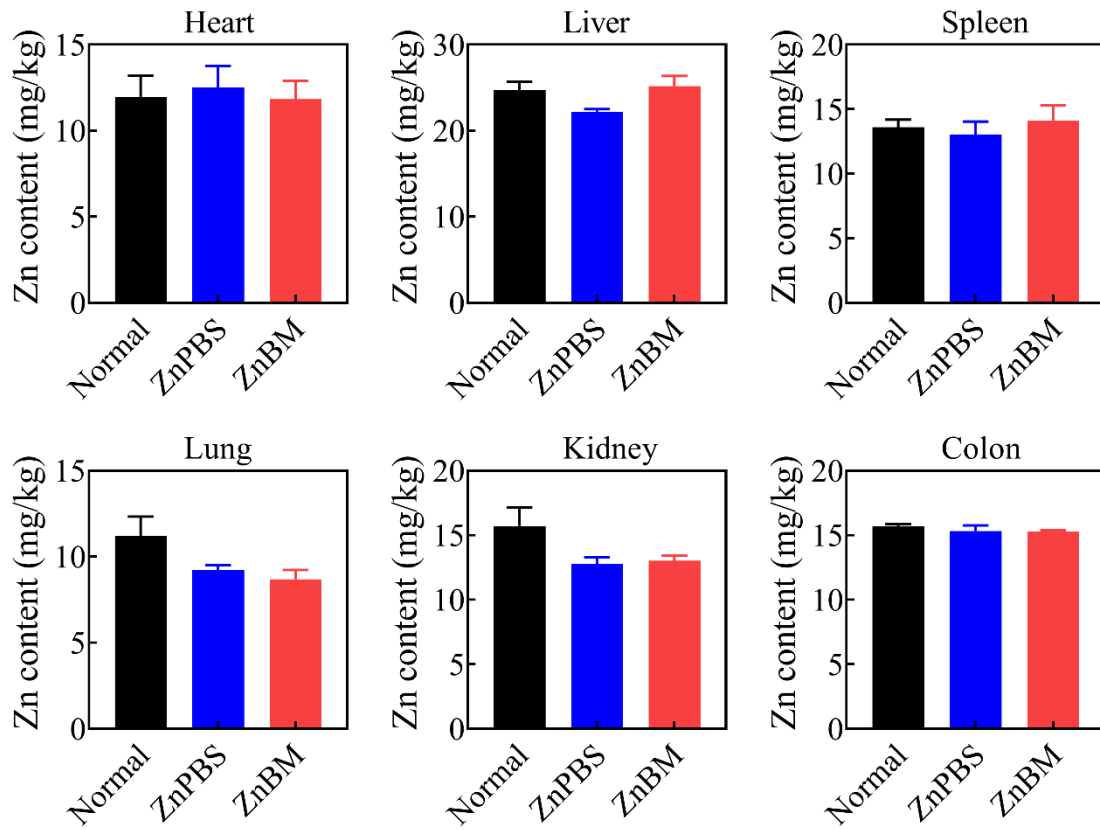 Heart
Zn content (mg/kg)
15
10
5
0
Normal
ZnPBS
ZnBM
Liver
Zn content (mg/kg)
30
20
10
0
Normal
ZnPBS
ZnBM
Spleen
Zn content (mg/kg)
20
15
10
5
0
Normal
ZnPBS
ZnBM
Lung
Zn content (mg/kg)
15
10
5
0
Normal
ZnPBS
ZnBM
Kidney
Zn content (mg/kg)
20
15
10
5
0
Normal
ZnPBS
ZnBM
Colon
Zn content (mg/kg)
20
15
10
5
0
Normal
ZnPBS
ZnBM